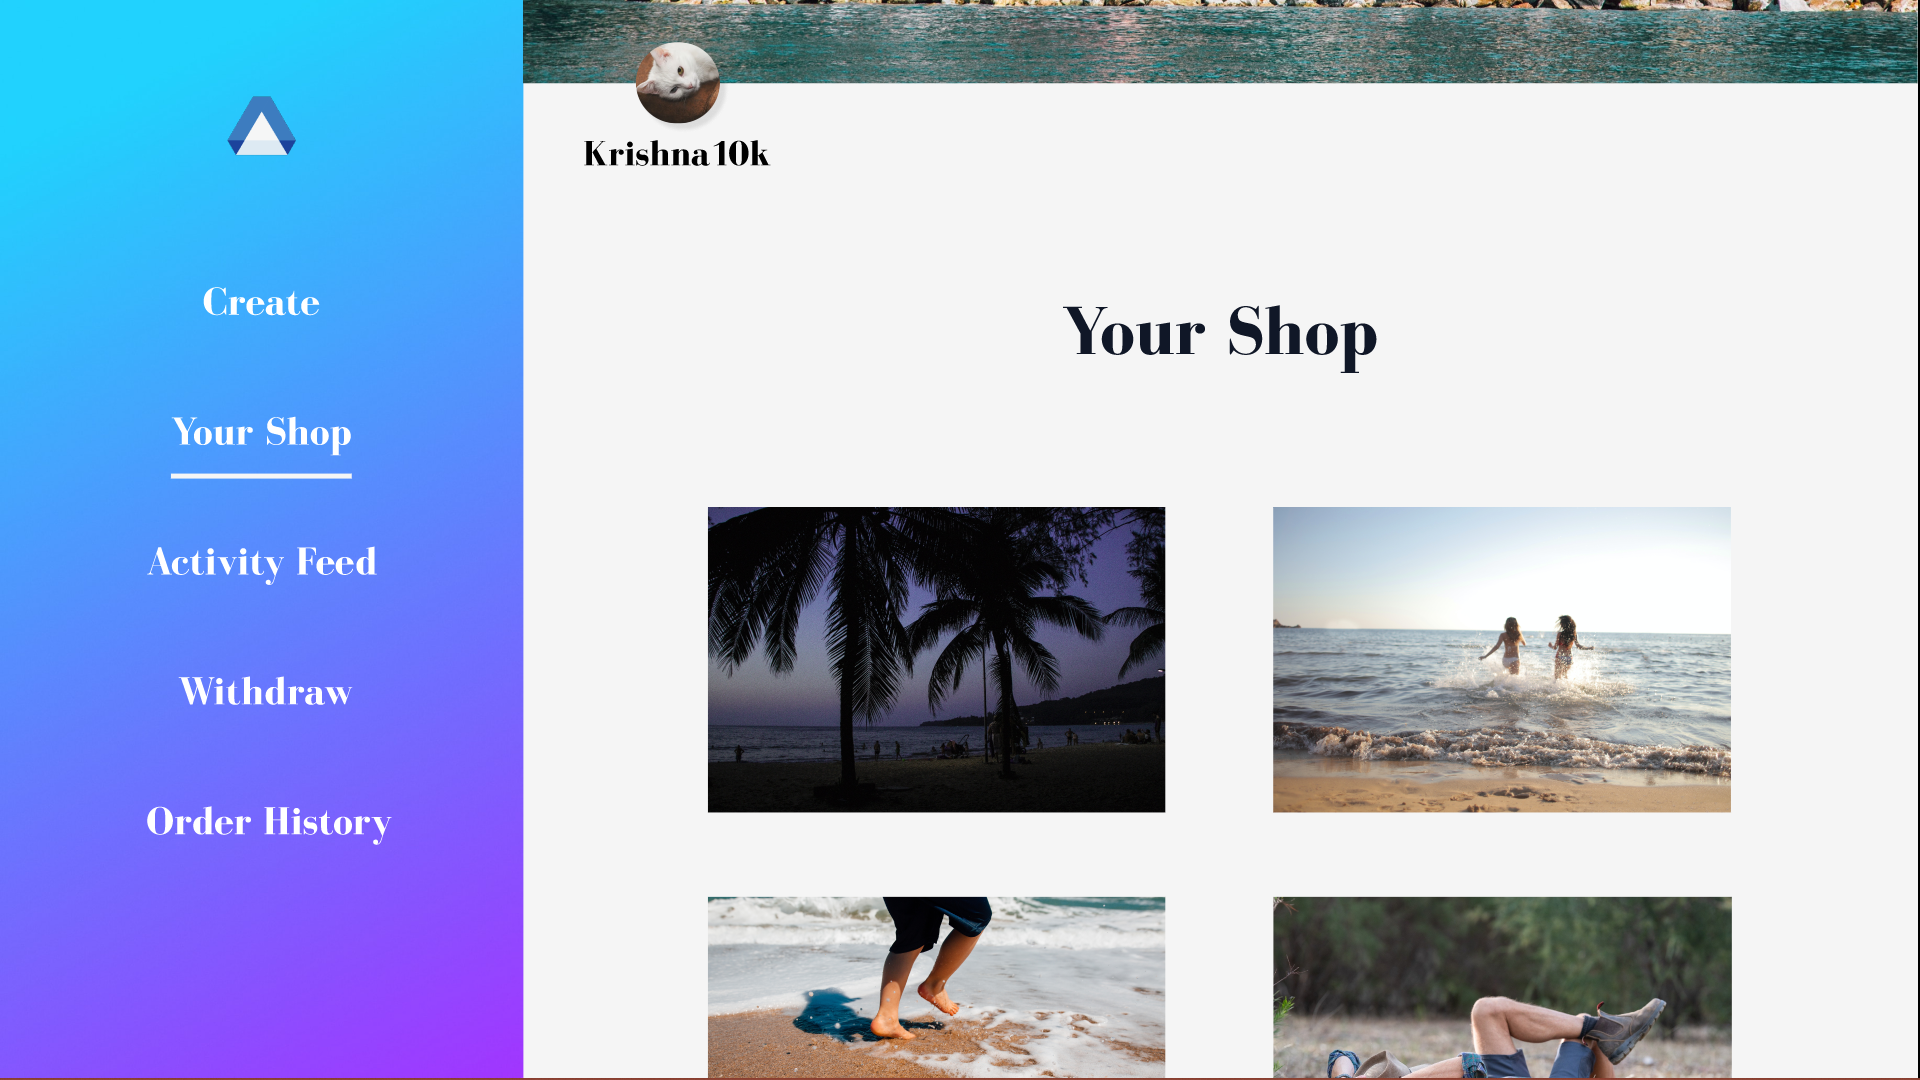 Create
Your Shop
Activity Feed
Withdraw
Order History
Krishna10k
Your Shop